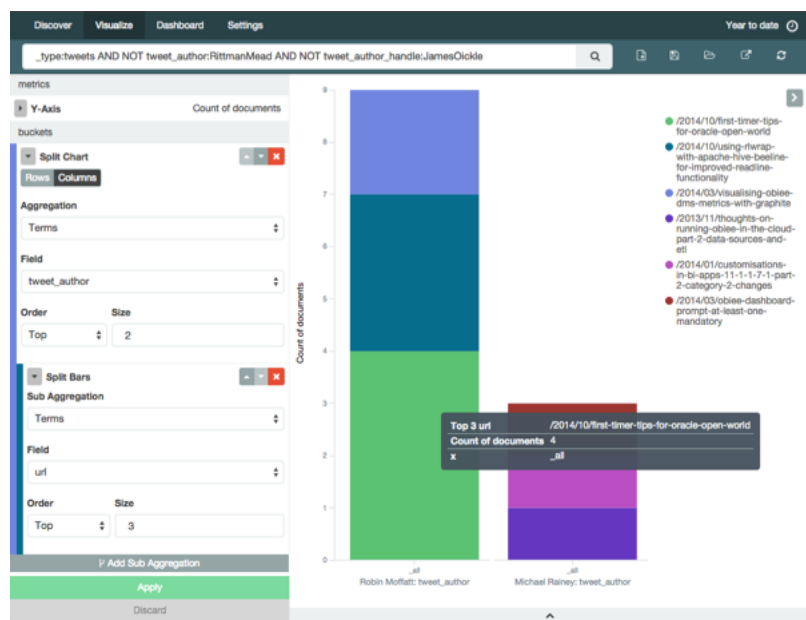 Discover Visualize Dashboard Settings Year to date
_type:tweets AND NOT tweet_author:RittmanMead AND NOT tweet_author_handle:JamesOickle
metrics
Y-Axis Count of documents
buckets
Split Chart
Rows Columns
Aggregation
Terms
Field
tweet_author
Order Size
Top 2
Split Bars
Sub Aggregation
Terms
Field
url
Order Size
Top 3
Add Sub Aggregation
Apply
Discard
Count of documents
9
8
7
6
5
4
3
2
1
0
_all
Robin Moffatt: tweet_author
_all
Michael Rainey: tweet_author
Top 3 url /2014/10/first-timer-tips-for-oracle-open-world
Count of documents 4
x _all
/2014/10/first-timer-tips-
for-oracle-open-world
/2014/10/using-rlwrap-
with-apache-hive-beeline-
for-improved-readline-
functionality
/2014/03/visualising-obiee-
dms-metrics-with-graphite
/2013/11/thoughts-on-
running-obiee-in-the-cloud-
part-2-data-sources-and-
etl
/2014/01/customisations-
in-bi-apps-11-1-1-7-1-part-
2-category-2-changes
/2014/03/obiee-dashboard-
prompt-at-least-one-
mandatory